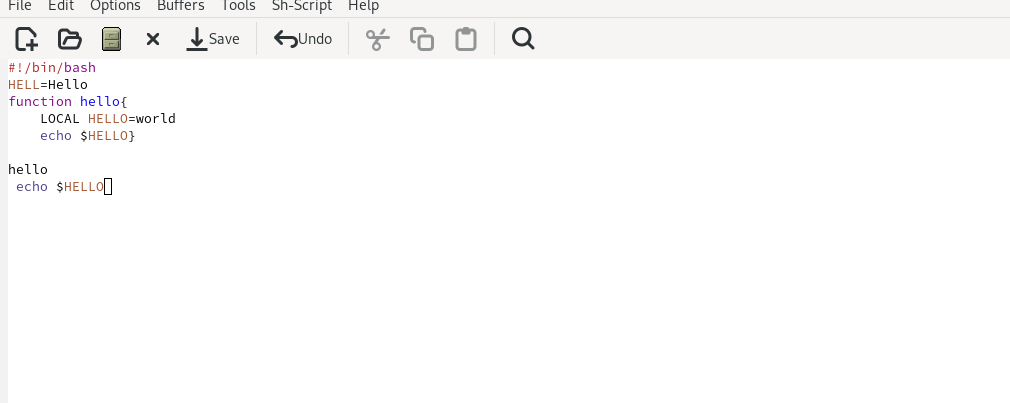 File Edit Options Buffers Tools Sh-Script Help
Save Undo
#!/bin/bash
HELL=Hello
function hello{
    LOCAL HELLO=world
    echo $HELLO}

hello
 echo $HELLO